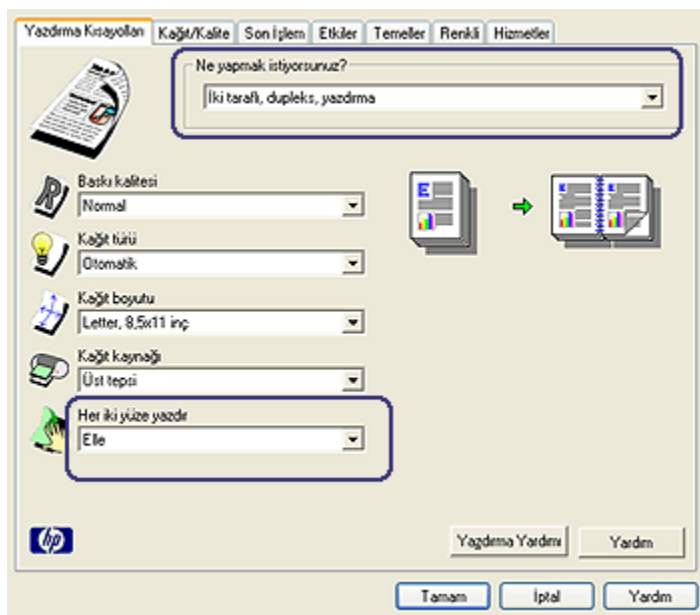 Yazdırma Kısayolları Kağıt/Kalite Son İşlem Etkiler Temeller Renkli Hizmetler
Ne yapmak istiyorsunuz?
İki taraflı, dupleks, yazdırma
Baskı kalitesi
Normal
Kağıt türü
Otomatik
Kağıt boyutu
Letter, 8,5x11 inç
Kağıt kaynağı
Üst tepsi
Her iki yüze yazdır
Elle
hp
Yazdırma Yardımı Yardım
Tamam İptal Yardım